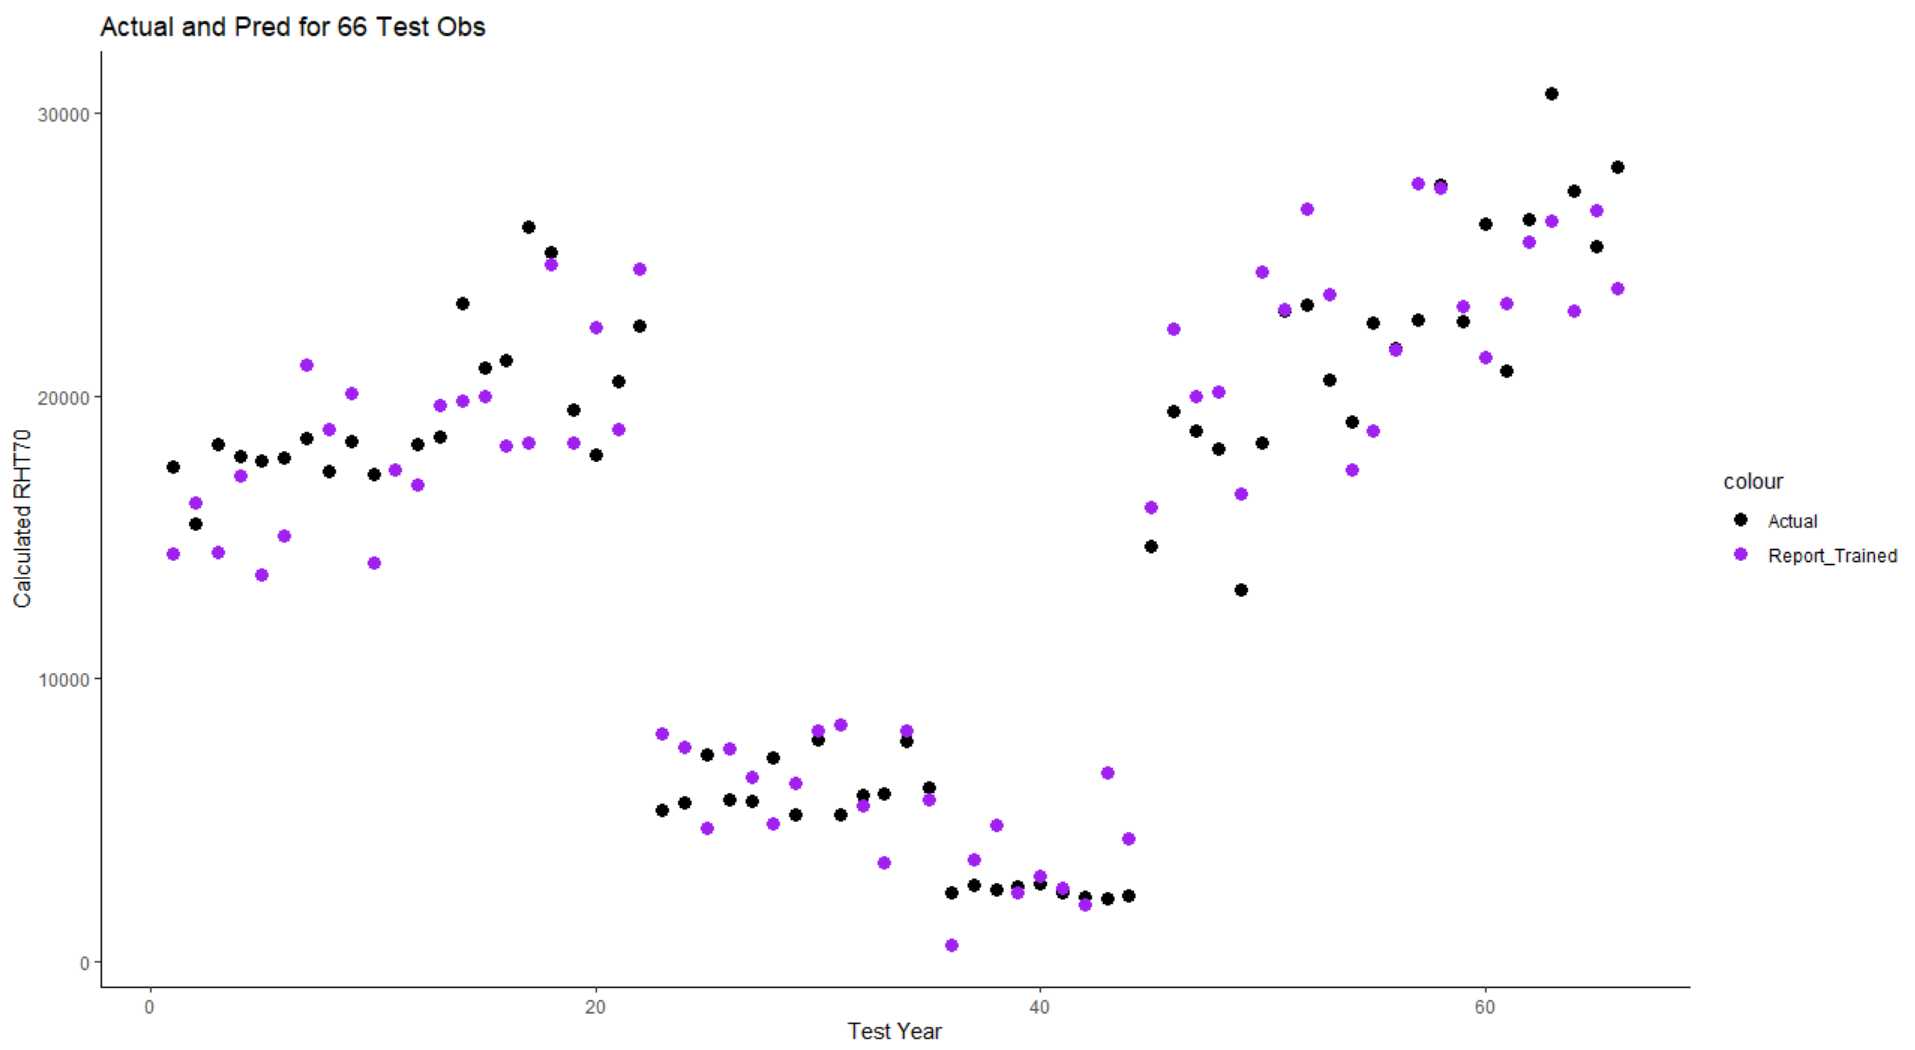 Actual and Pred for 66 Test Obs
30000
20000
10000
0
Calculated RHT70
0
20
40
60
Test Year
colour
Actual
Report_Trained